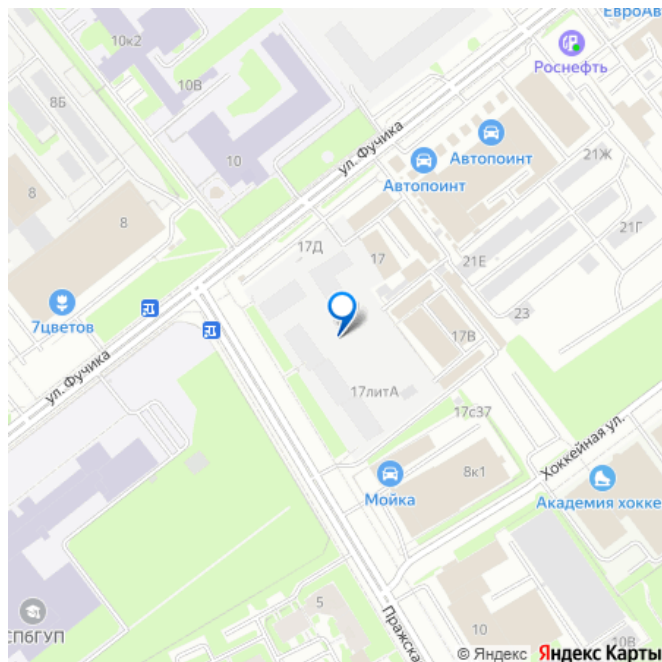 ЕвроАв
10к2
Роснефть
10В
8Б
ул. Фучика
10
Автопоинт
21Ж
Автопоинт
8
8
21Г
17Д
17
21Е
7цветов
23
17В
ул. Фучика
17литА
17с37
Хоккейная ул.
8к1
Мойка
Академия хокке
5
СПбГУП
Пражска
10
10В
© Яндекс Яндекс Карты